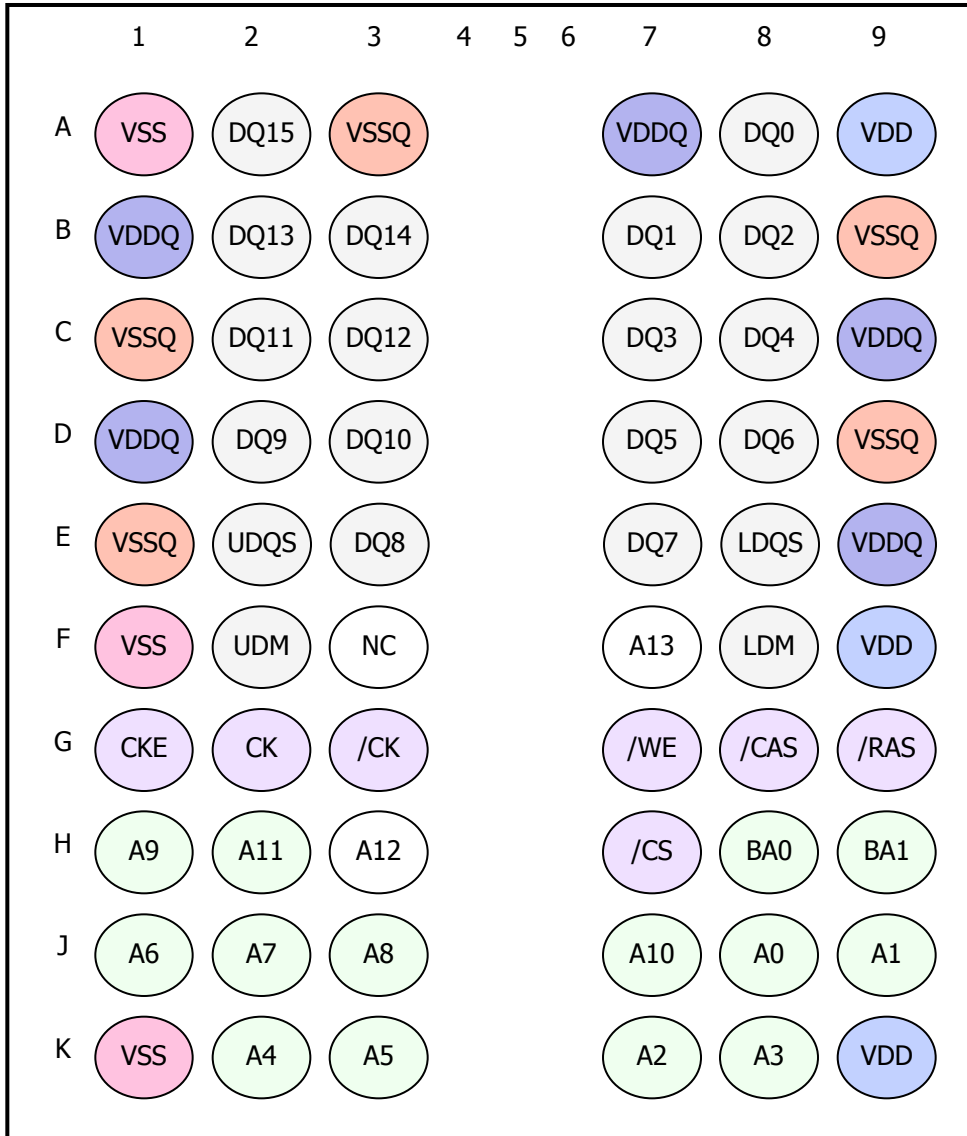 1 2 3 4 5 6 7 8 9
A VSS DQ15 VSSQ VDDQ DQ0 VDD
B VDDQ DQ13 DQ14 DQ1 DQ2 VSSQ
C VSSQ DQ11 DQ12 DQ3 DQ4 VDDQ
D VDDQ DQ9 DQ10 DQ5 DQ6 VSSQ
E VSSQ UDQS DQ8 DQ7 LDQS VDDQ
F VSS UDM NC A13 LDM VDD
G CKE CK /CK /WE /CAS /RAS
H A9 A11 A12 /CS BA0 BA1
J A6 A7 A8 A10 A0 A1
K VSS A4 A5 A2 A3 VDD